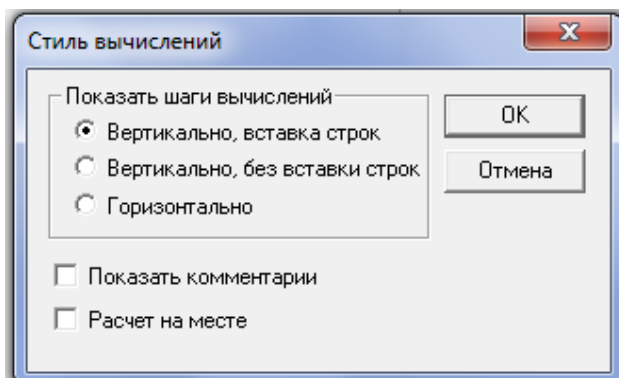 Стиль вычислений
Показать шаги вычислений
Вертикально, вставка строк
Вертикально, без вставки строк
Горизонтально
OK
Отмена
Показать комментарии
Расчет на месте